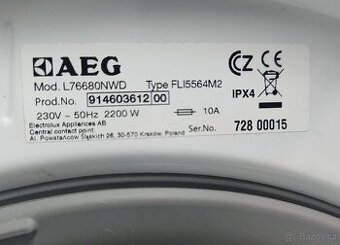 AEG
Mod. L76680NWD Type FLI5564M2
Prod.No. 914603612 00
230V ~ 50Hz 2200 W 10A
Electrolux Appliances AB
Central contact point:
Al. Powstańców Śląskich 26, 30-570 Kraków, Poland
CE
IPX4
Ser.No. 728 00015
Bazos.cz